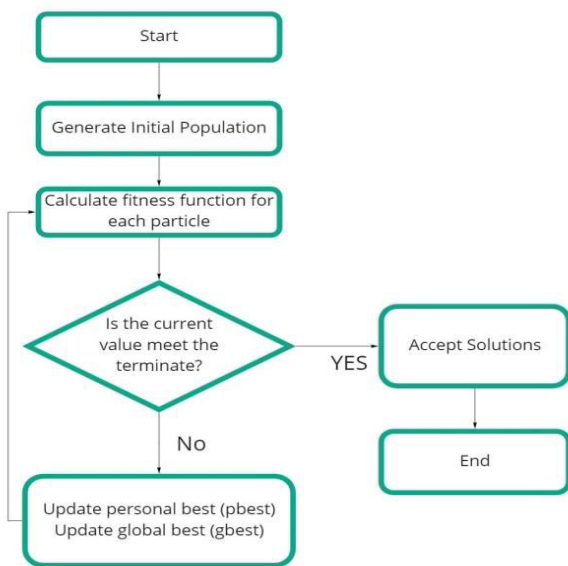 Start
Generate Initial Population
Calculate fitness function for
each particle
Is the current
value meet the
terminate?
YES
Accept Solutions
No
End
Update personal best (pbest)
Update global best (gbest)